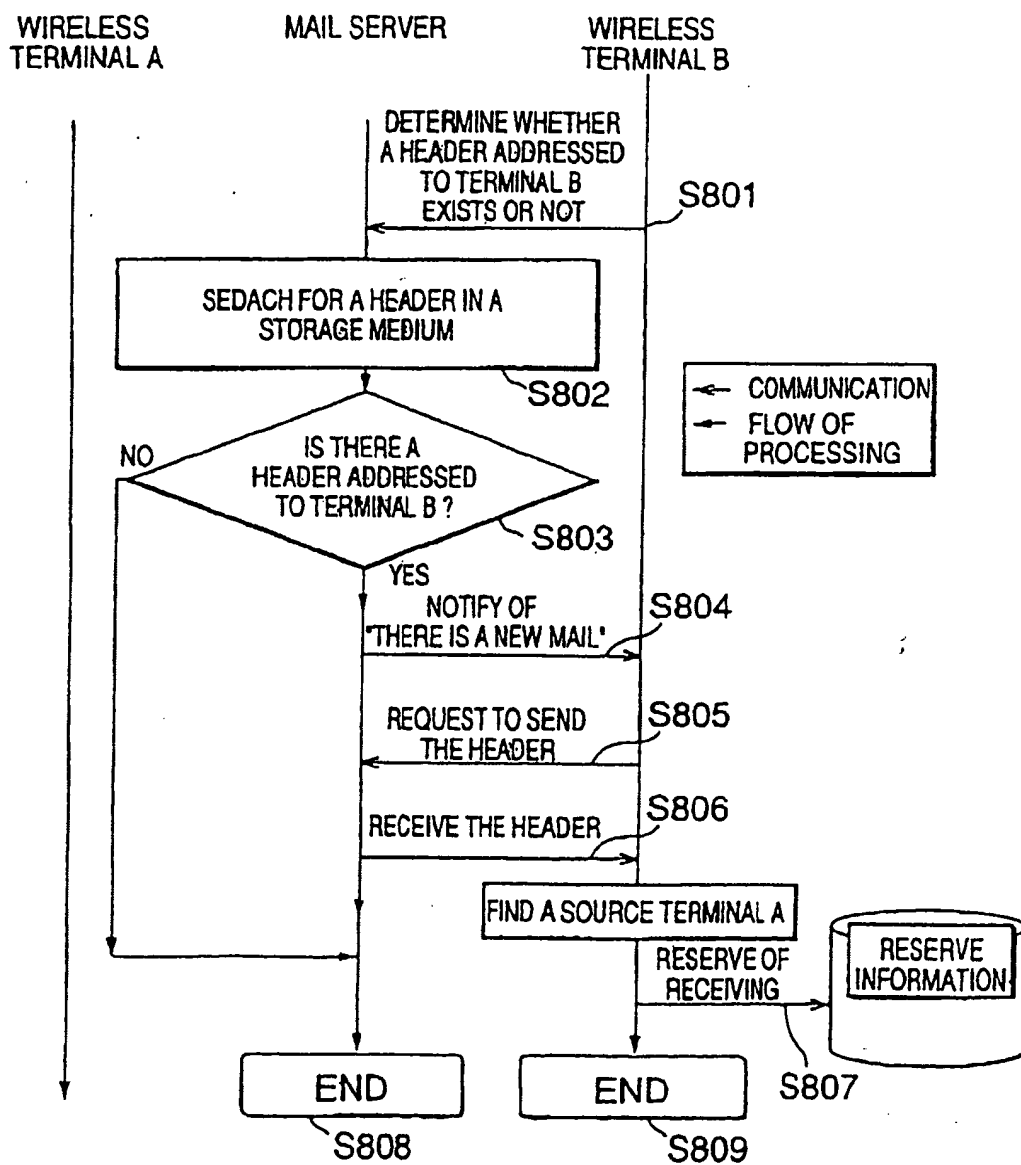 WIRELESS
TERMINAL A
MAIL SERVER
WIRELESS
TERMINAL B
DETERMINE WHETHER
A HEADER ADDRESSED
TO TERMINAL B
EXISTS OR NOT
S801
SEDACH FOR A HEADER IN A
STORAGE MEDIUM
S802
COMMUNICATION
FLOW OF
PROCESSING
NO
IS THERE A
HEADER ADDRESSED
TO TERMINAL B ?
S803
YES
NOTIFY OF
"THERE IS A NEW MAIL"
S804
REQUEST TO SEND
THE HEADER
S805
RECEIVE THE HEADER
S806
FIND A SOURCE TERMINAL A
RESERVE OF
RECEIVING
RESERVE
INFORMATION
S807
END
S808
END
S809